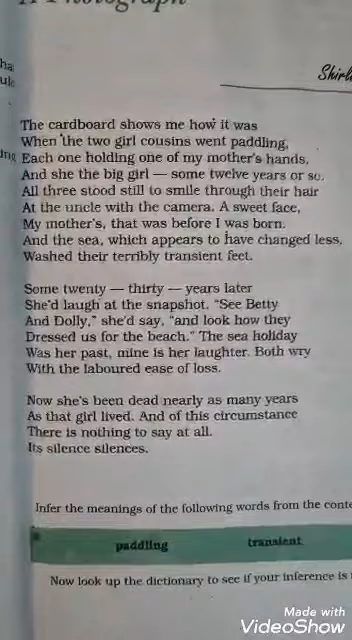 A Photograph
Shirl
The cardboard shows me how it was
When the two girl cousins went paddling,
Each one holding one of my mother's hands,
And she the big girl — some twelve years or so.
All three stood still to smile through their hair
At the uncle with the camera. A sweet face,
My mother's, that was before I was born.
And the sea, which appears to have changed less,
Washed their terribly transient feet.
Some twenty — thirty — years later
She'd laugh at the snapshot. "See Betty
And Dolly," she'd say, "and look how they
Dressed us for the beach." The sea holiday
Was her past, mine is her laughter. Both wry
With the laboured ease of loss.
Now she's been dead nearly as many years
As that girl lived. And of this circumstance
There is nothing to say at all.
Its silence silences.
Infer the meanings of the following words from the conte
paddling transient
Now look up the dictionary to see if your inference is
Made with
VideoShow